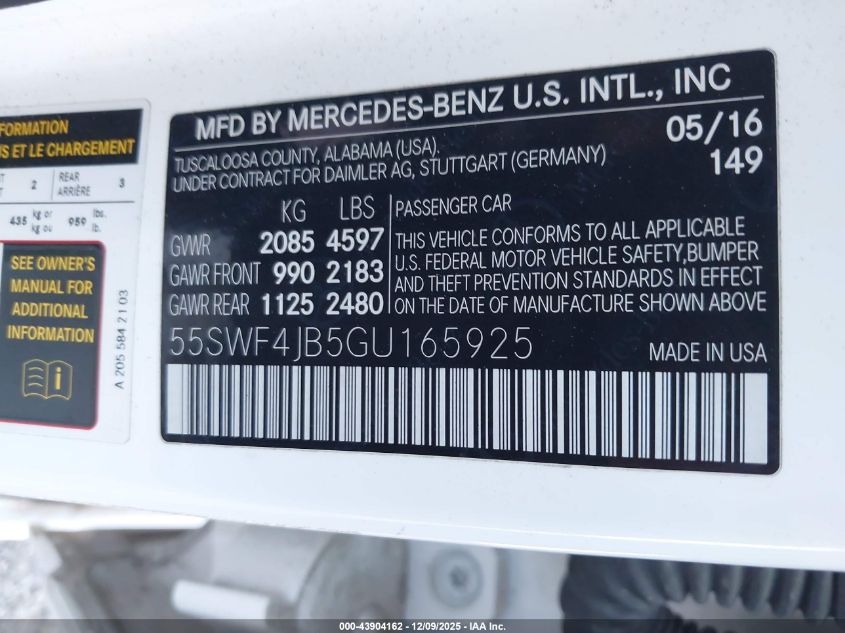 FORMATION
S ET LE CHARGEMENT
2 REAR ARRIÈRE 3
435 kg or kg ou 959 lbs. lb.
SEE OWNER'S
MANUAL FOR
ADDITIONAL
INFORMATION
A 205 584 21 03
MFD BY MERCEDES-BENZ U.S. INTL., INC
TUSCALOOSA COUNTY, ALABAMA (USA).
UNDER CONTRACT FOR DAIMLER AG, STUTTGART (GERMANY)
05/16
149
KG LBS
GVWR 2085 4597
GAWR FRONT 990 2183
GAWR REAR 1125 2480
PASSENGER CAR
THIS VEHICLE CONFORMS TO ALL APPLICABLE
U.S. FEDERAL MOTOR VEHICLE SAFETY,BUMPER
AND THEFT PREVENTION STANDARDS IN EFFECT
ON THE DATE OF MANUFACTURE SHOWN ABOVE
55SWF4JB5GU165925
MADE IN USA
000-43904162 - 12/09/2025 - IAA Inc.